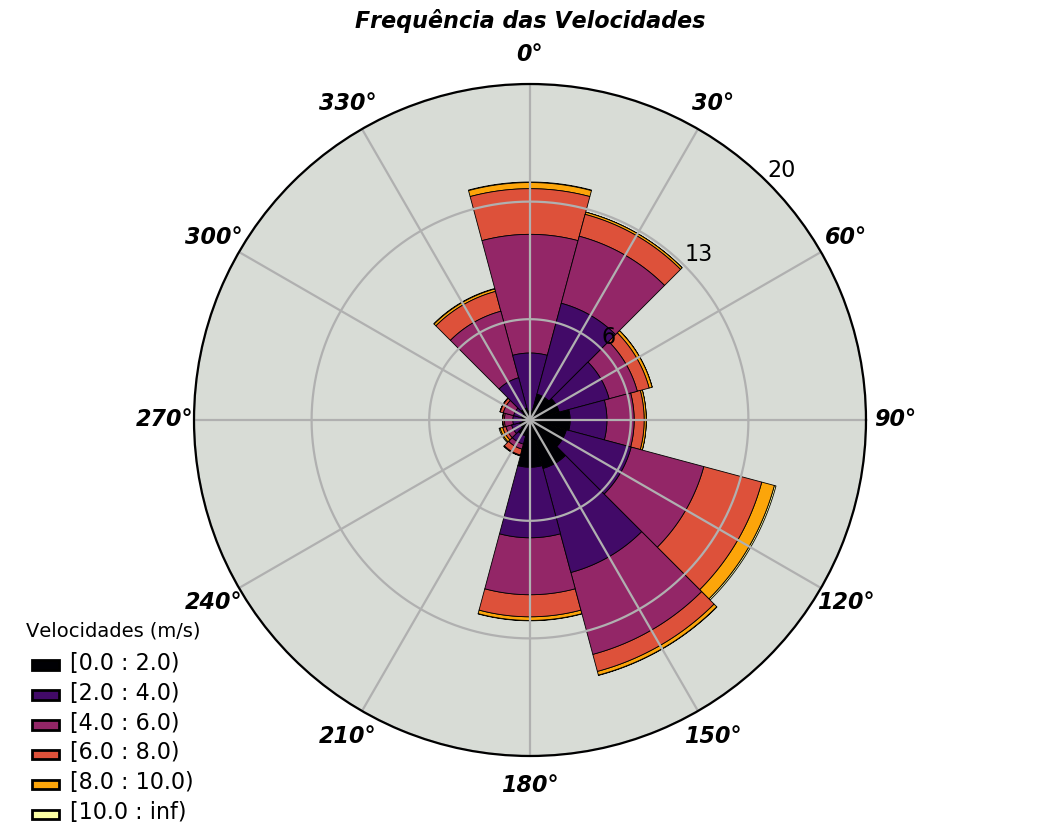 Frequência das Velocidades
0°
330°
30°
20
300°
60°
13
6
270°
90°
240°
120°
210°
150°
180°
Velocidades (m/s)
[0.0 : 2.0)
[2.0 : 4.0)
[4.0 : 6.0)
[6.0 : 8.0)
[8.0 : 10.0)
[10.0 : inf)